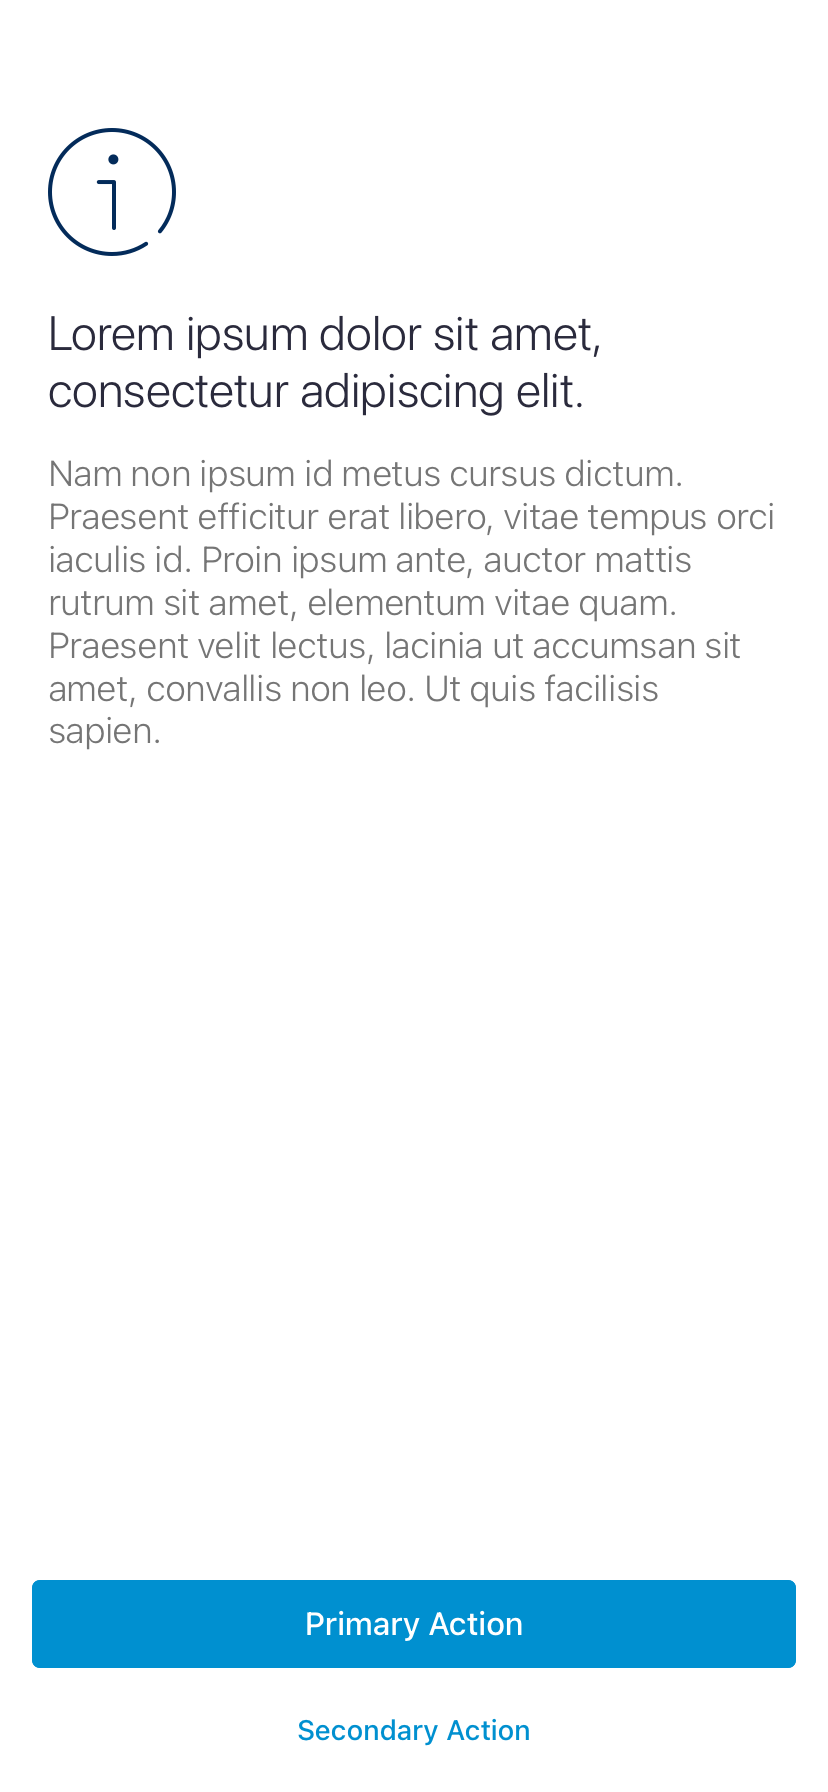 Lorem ipsum dolor sit amet,
consectetur adipiscing elit.
Nam non ipsum id metus cursus dictum.
Praesent efficitur erat libero, vitae tempus orci
iaculis id. Proin ipsum ante, auctor mattis
rutrum sit amet, elementum vitae quam.
Praesent velit lectus, lacinia ut accumsan sit
amet, convallis non leo. Ut quis facilisis
sapien.
Primary Action
Secondary Action